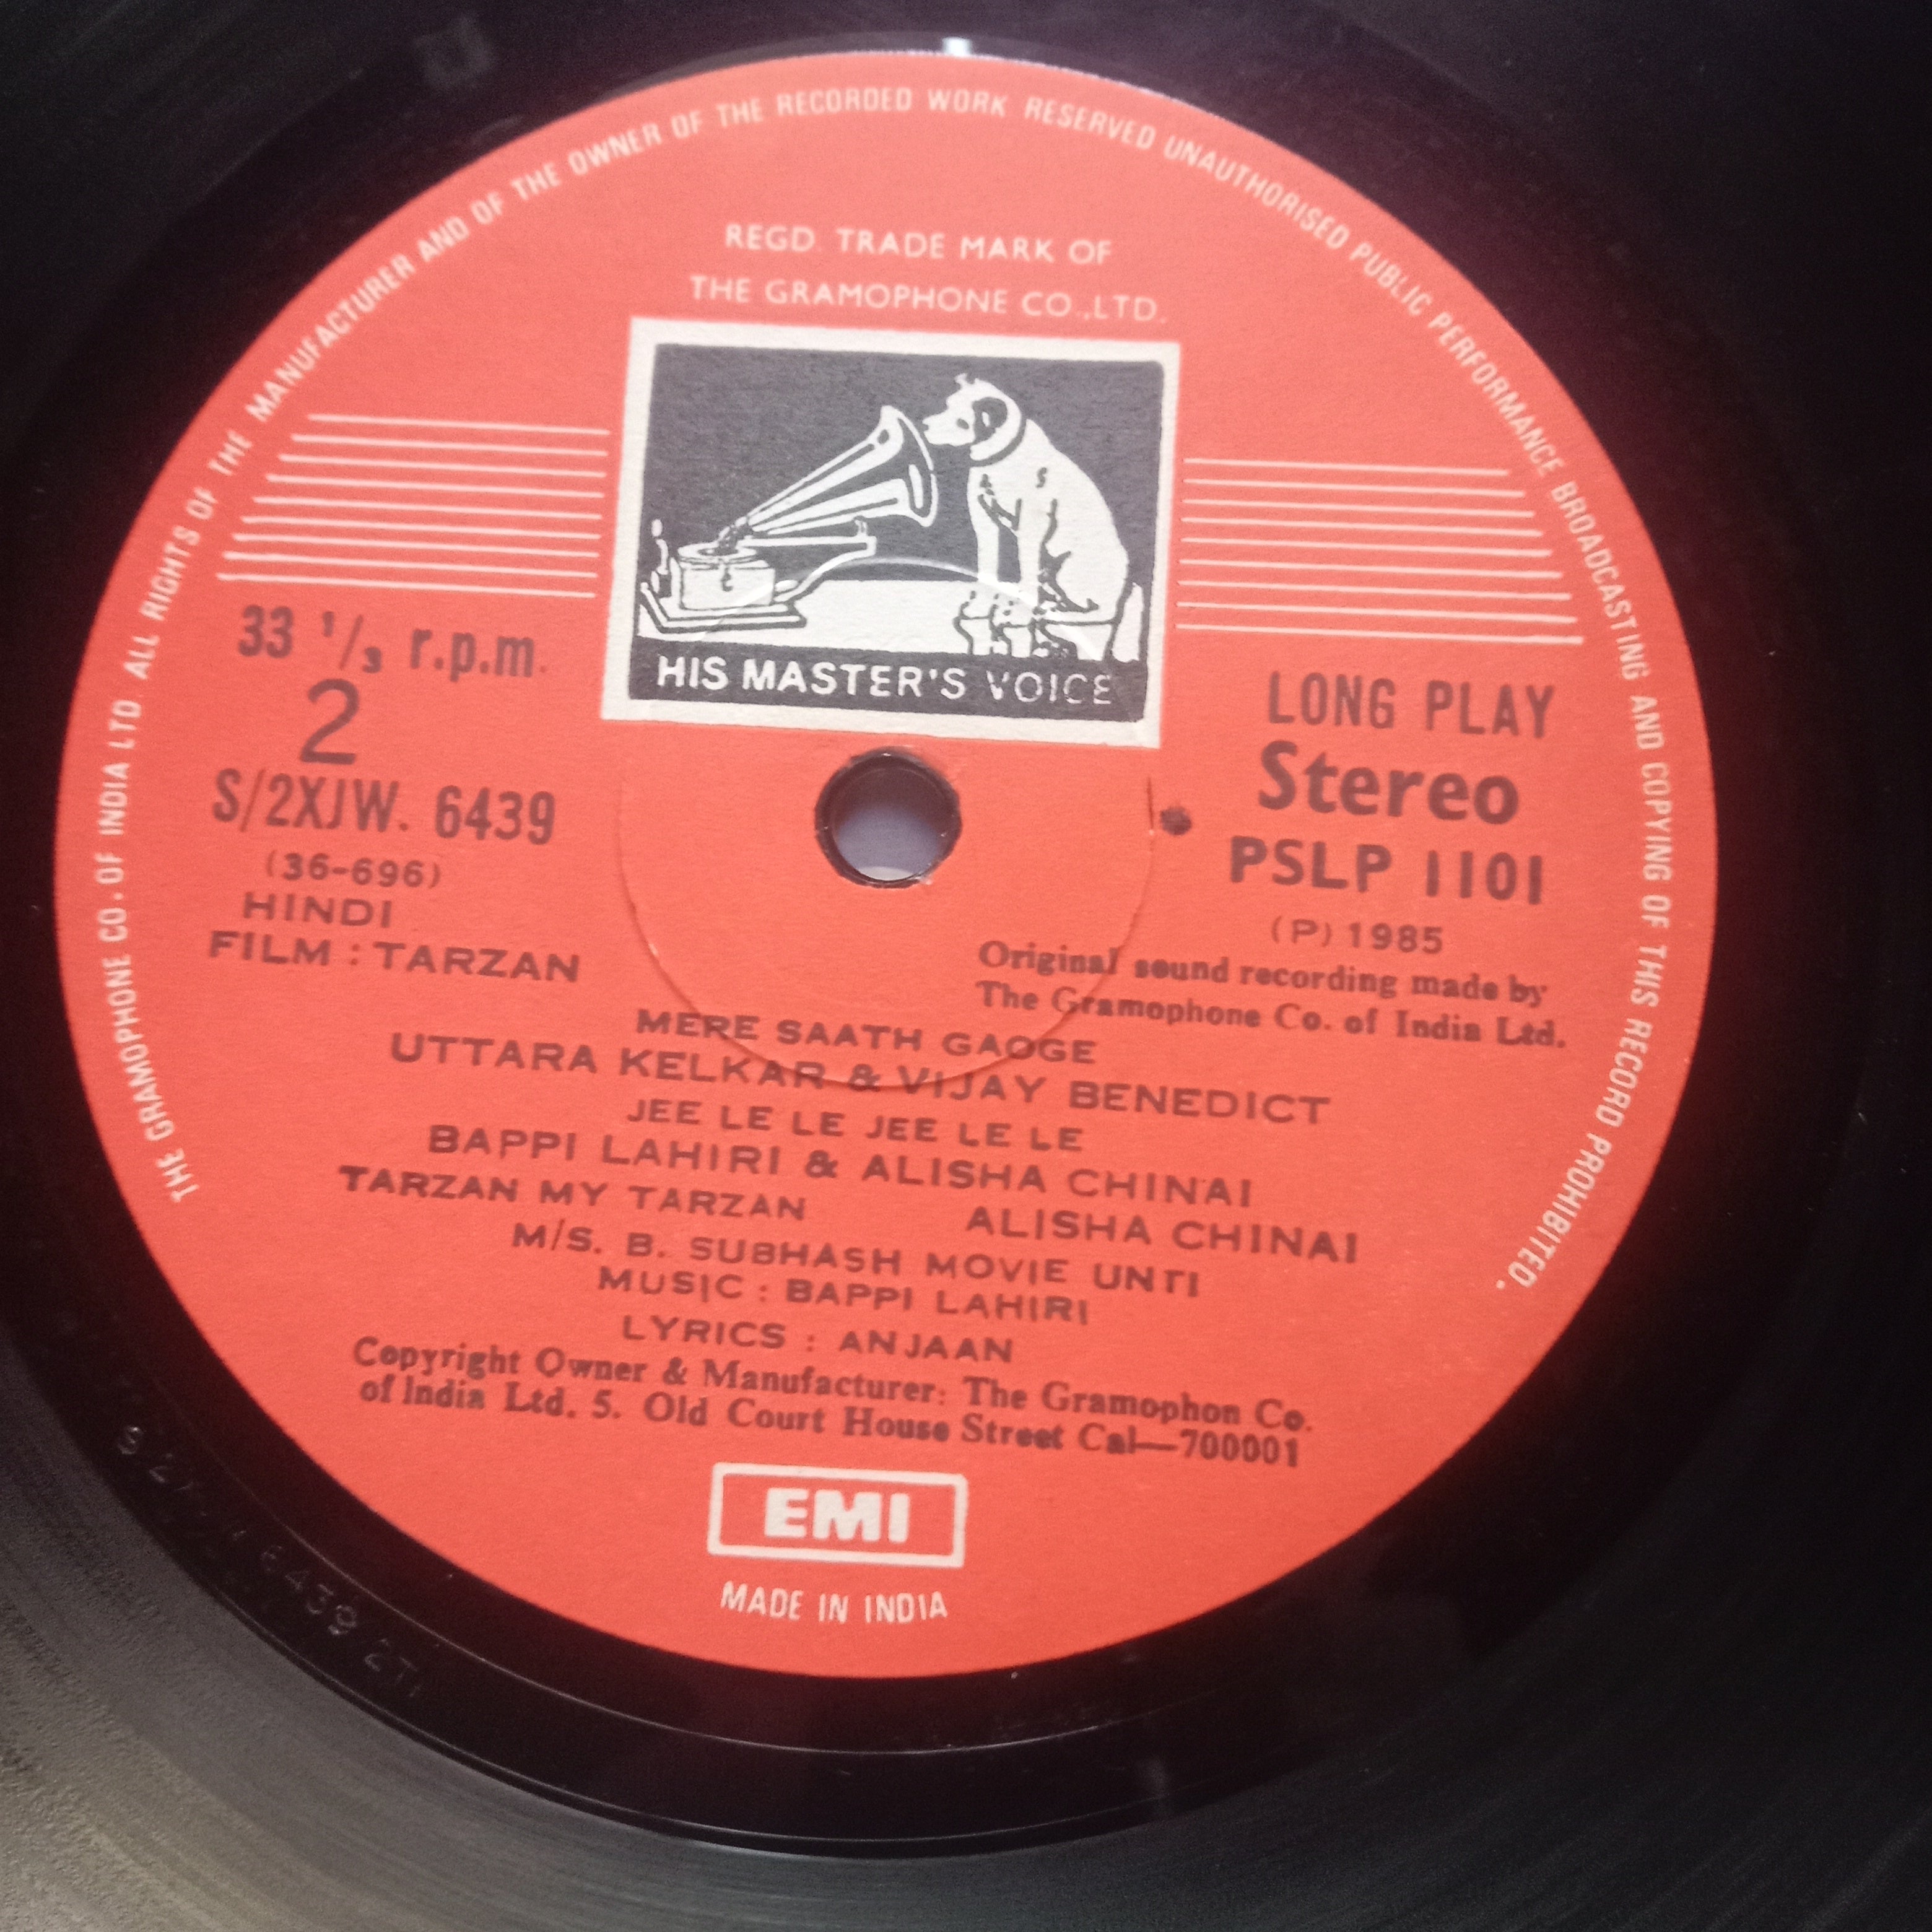 THE GRAMOPHONE CO. OF INDIA LTD. ALL RIGHTS OF THE MANUFACTURER AND OF THE OWNER OF THE RECORDED WORK RESERVED UNAUTHORISED PUBLIC PERFORMANCE BROADCASTING AND COPYING OF THIS RECORD PROHIBITED.
REGD. TRADE MARK OF
THE GRAMOPHONE CO.,LTD.
HIS MASTER'S VOICE
33 1/3 r.p.m.
2
S/2XJW. 6439
(36-696)
HINDI
FILM : TARZAN
LONG PLAY
Stereo
PSLP 1101
(P) 1985
Original sound recording made by
The Gramophone Co. of India Ltd.
MERE SAATH GAOGE
UTTARA KELKAR & VIJAY BENEDICT
JEE LE LE JEE LE LE
BAPPI LAHIRI & ALISHA CHINAI
TARZAN MY TARZAN ALISHA CHINAI
M/S. B. SUBHASH MOVIE UNTI
MUSIC : BAPPI LAHIRI
LYRICS : ANJAAN
Copyright Owner & Manufacturer: The Gramophon Co.
of India Ltd. 5. Old Court House Street Cal—700001
EMI
MADE IN INDIA
6439 2T1